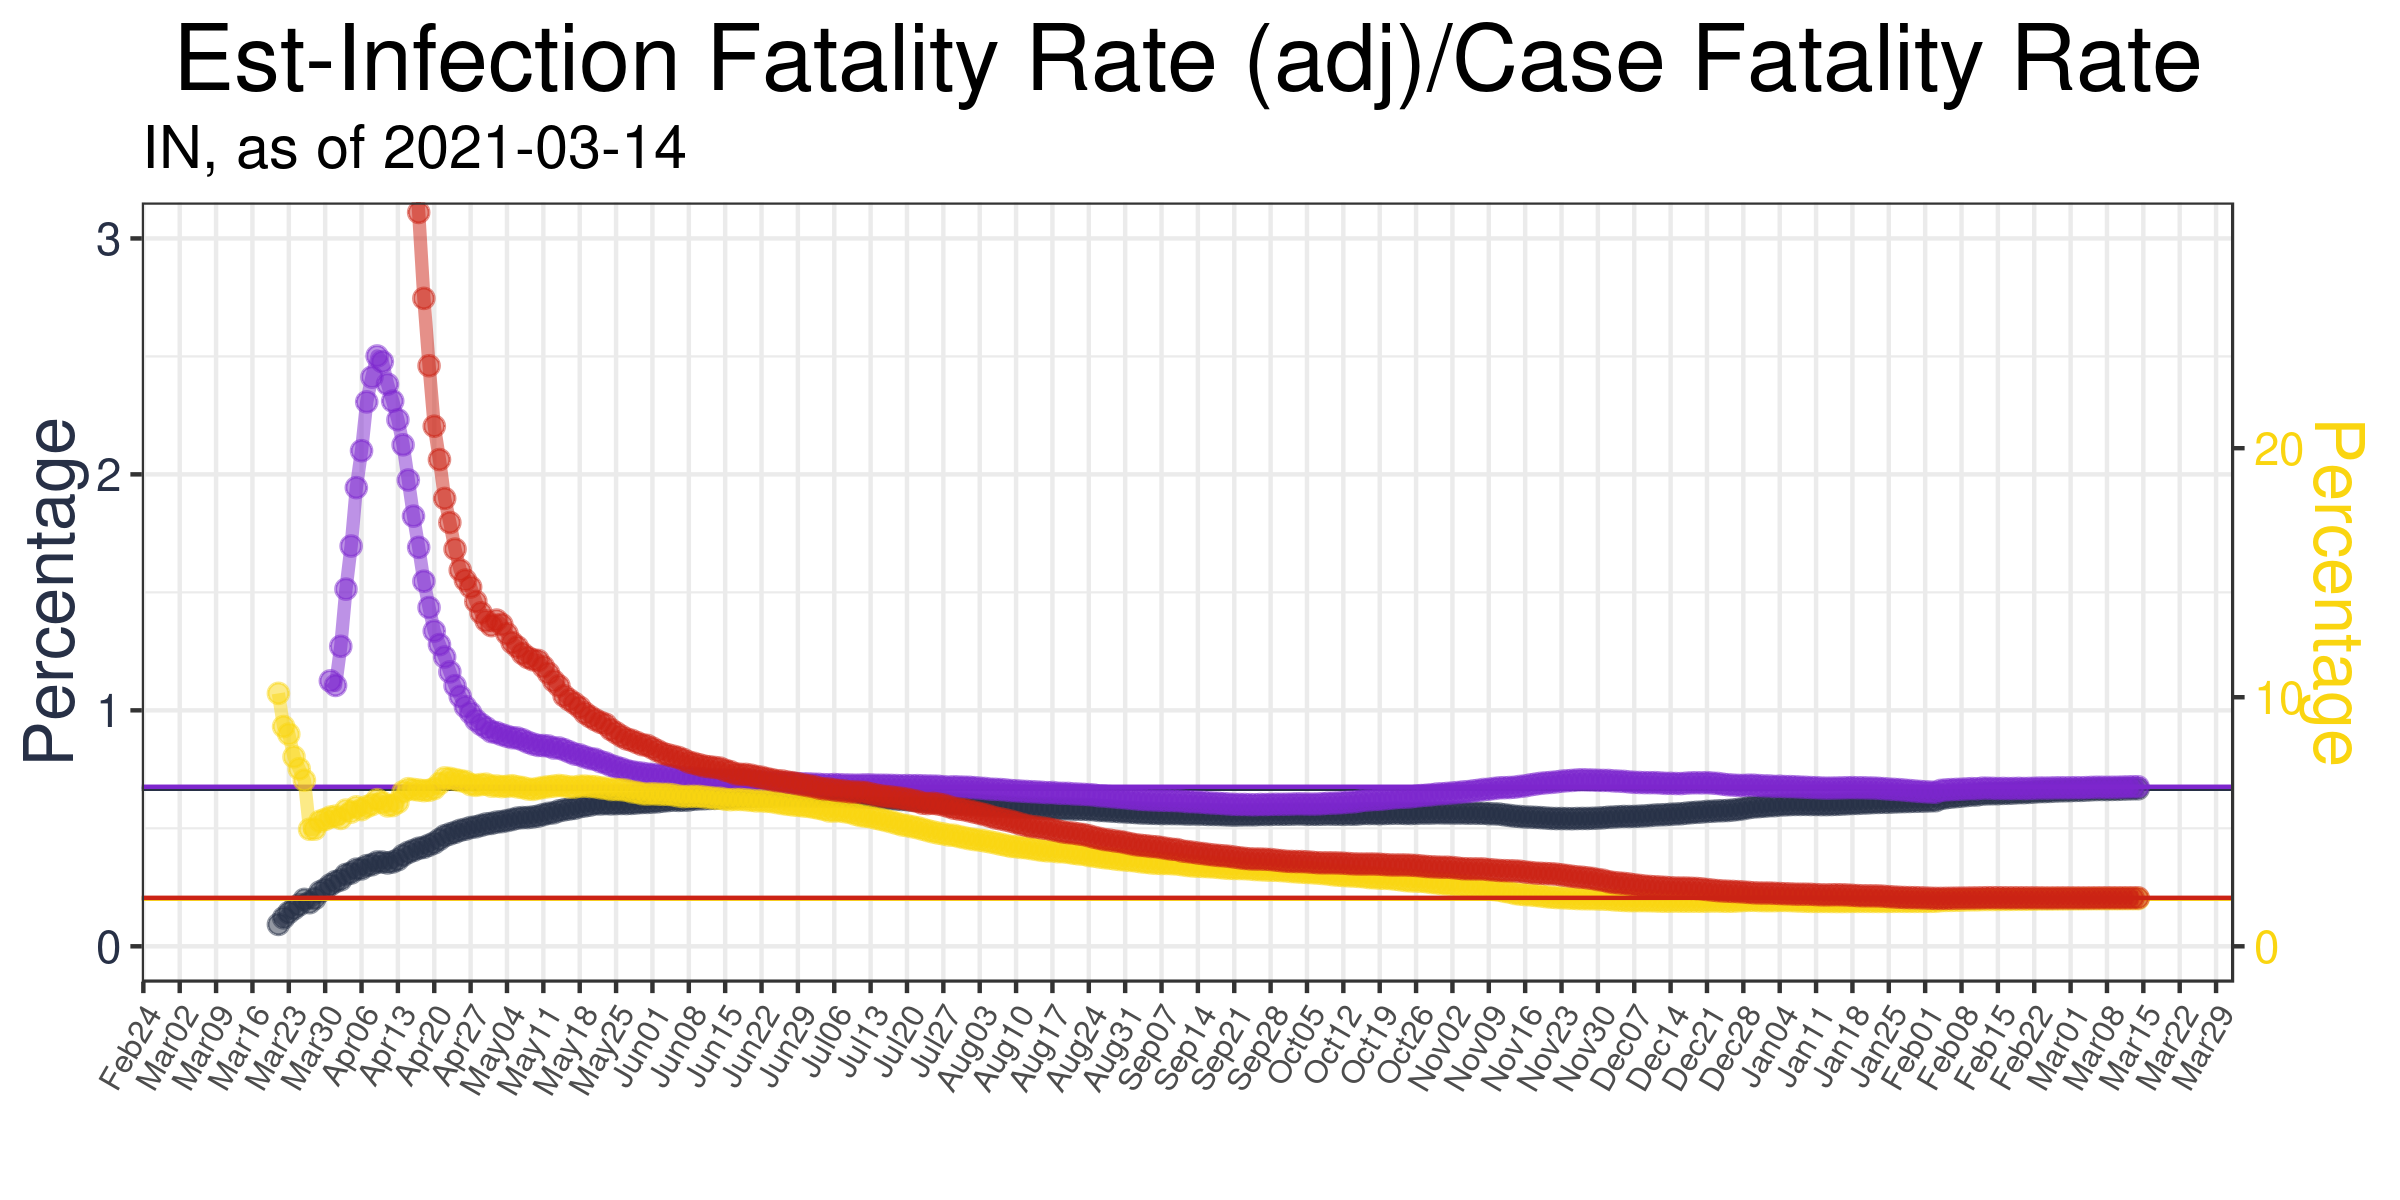 Est-Infection Fatality Rate (adj)/Case Fatality Rate
IN, as of 2021-03-14
Percentage
3
2
1
0
Percentage
20
10
0
Feb24
Mar02
Mar09
Mar16
Mar23
Mar30
Apr06
Apr13
Apr20
Apr27
May04
May11
May18
May25
Jun01
Jun08
Jun15
Jun22
Jun29
Jul06
Jul13
Jul20
Jul27
Aug03
Aug10
Aug17
Aug24
Aug31
Sep07
Sep14
Sep21
Sep28
Oct05
Oct12
Oct19
Oct26
Nov02
Nov09
Nov16
Nov23
Nov30
Dec07
Dec14
Dec21
Dec28
Jan04
Jan11
Jan18
Jan25
Feb01
Feb08
Feb15
Feb22
Mar01
Mar08
Mar15
Mar22
Mar29